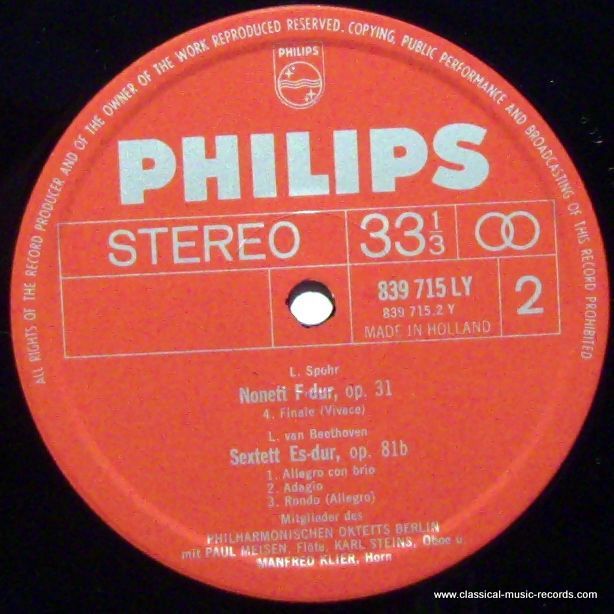 ALL RIGHTS OF THE RECORD PRODUCER AND OF THE OWNER OF THE WORK REPRODUCED RESERVED. COPYING, PUBLIC PERFORMANCE AND BROADCASTING OF THIS RECORD PROHIBITED
PHILIPS
PHILIPS
STEREO 33 1/3
839 715 LY
839 715.2 Y
MADE IN HOLLAND
2
L. Spohr
Nonett F-dur, op. 31
4. Finale (Vivace)
L. van Beethoven
Sextett Es-dur, op. 81b
1. Allegro con brio
2. Adagio
3. Rondo (Allegro)
Mitglieder des
PHILHARMONISCHEN OKTETTS BERLIN
mit PAUL MEISEN, Flöte, KARL STEINS, Oboe u.
MANFRED KLIER, Horn
www.classical-music-records.com